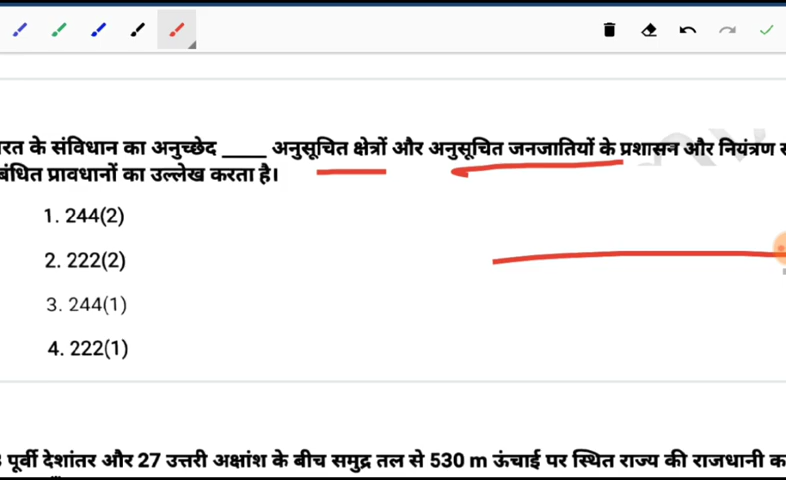 रत के संविधान का अनुच्छेद ____ अनुसूचित क्षेत्रों और अनुसूचित जनजातियों के प्रशासन और नियंत्रण
बंधित प्रावधानों का उल्लेख करता है।
1. 244(2)
2. 222(2)
3. 244(1)
4. 222(1)
पूर्वी देशांतर और 27 उत्तरी अक्षांश के बीच समुद्र तल से 530 m ऊंचाई पर स्थित राज्य की राजधानी क